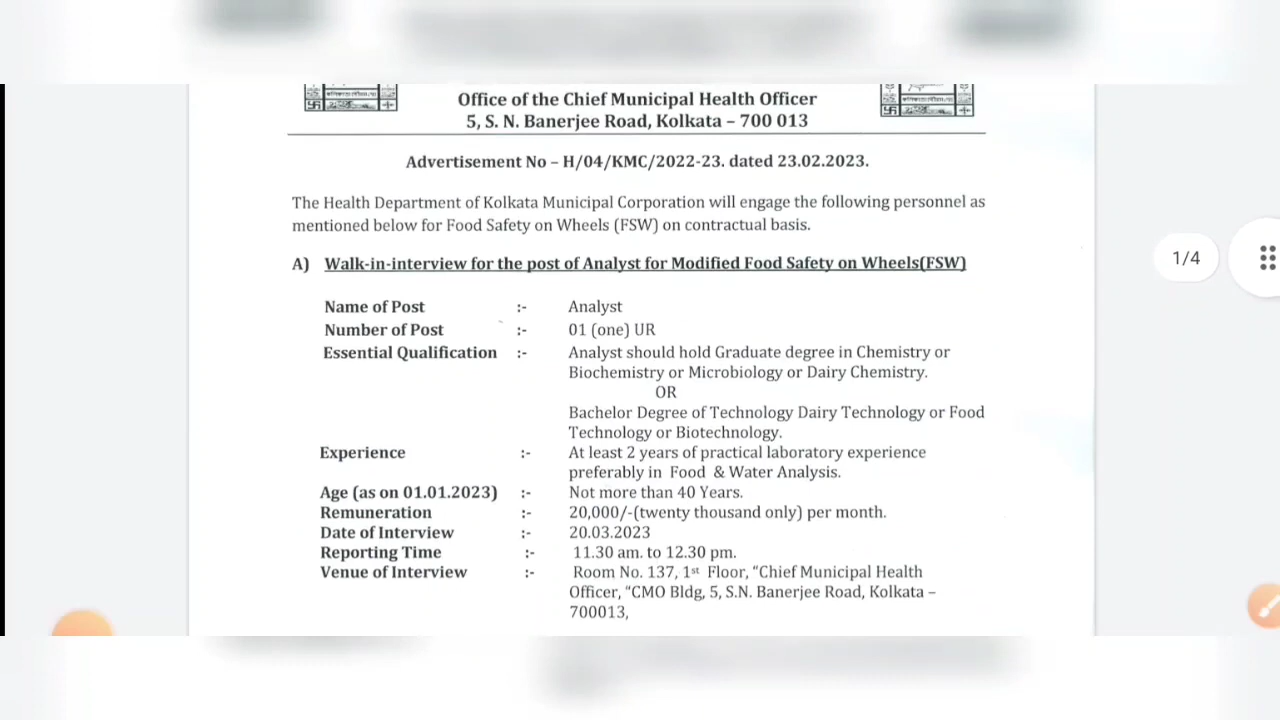 Office of the Chief Municipal Health Officer
5, S. N. Banerjee Road, Kolkata – 700 013
Advertisement No – H/04/KMC/2022-23. dated 23.02.2023.
The Health Department of Kolkata Municipal Corporation will engage the following personnel as
mentioned below for Food Safety on Wheels (FSW) on contractual basis.
A) Walk-in-interview for the post of Analyst for Modified Food Safety on Wheels(FSW)
1/4
Name of Post :- Analyst
Number of Post :- 01 (one) UR
Essential Qualification :- Analyst should hold Graduate degree in Chemistry or
Biochemistry or Microbiology or Dairy Chemistry.
OR
Bachelor Degree of Technology Dairy Technology or Food
Technology or Biotechnology.
Experience :- At least 2 years of practical laboratory experience
preferably in Food & Water Analysis.
Age (as on 01.01.2023) :- Not more than 40 Years.
Remuneration :- 20,000/-(twenty thousand only) per month.
Date of Interview :- 20.03.2023
Reporting Time :- 11.30 am. to 12.30 pm.
Venue of Interview :- Room No. 137, 1st Floor, “Chief Municipal Health
Officer, “CMO Bldg, 5, S.N. Banerjee Road, Kolkata –
700013,